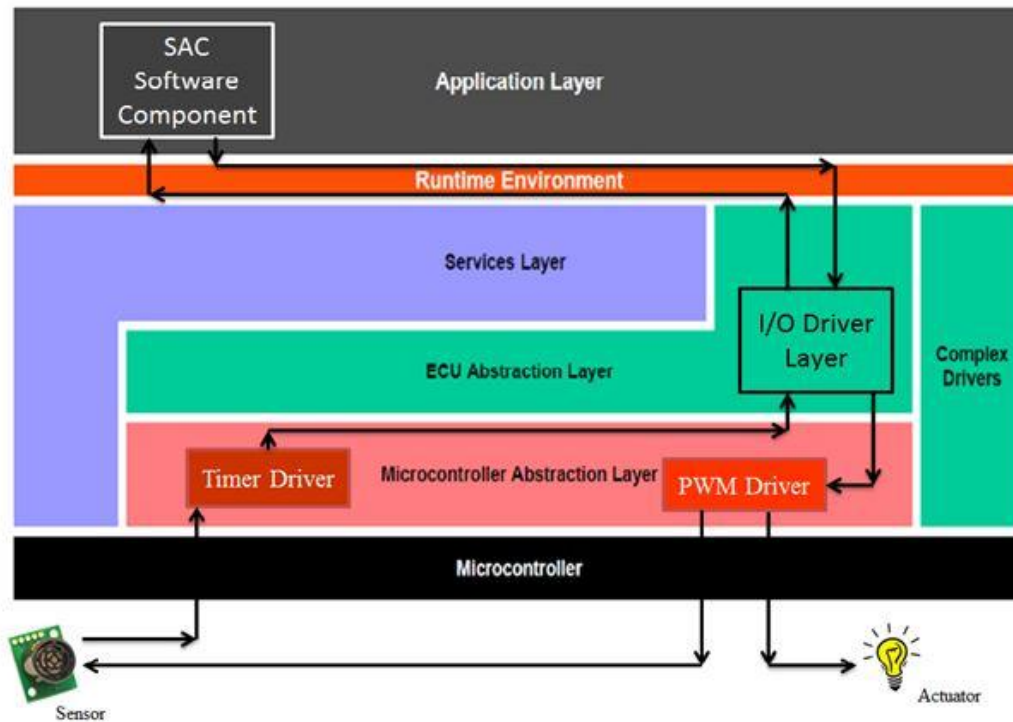 SAC
Software
Component
Application Layer
Runtime Environment
Services Layer
I/O Driver
Layer
Complex
Drivers
ECU Abstraction Layer
Timer Driver
Microcontroller Abstraction Layer
PWM Driver
Microcontroller
Sensor
Actuator